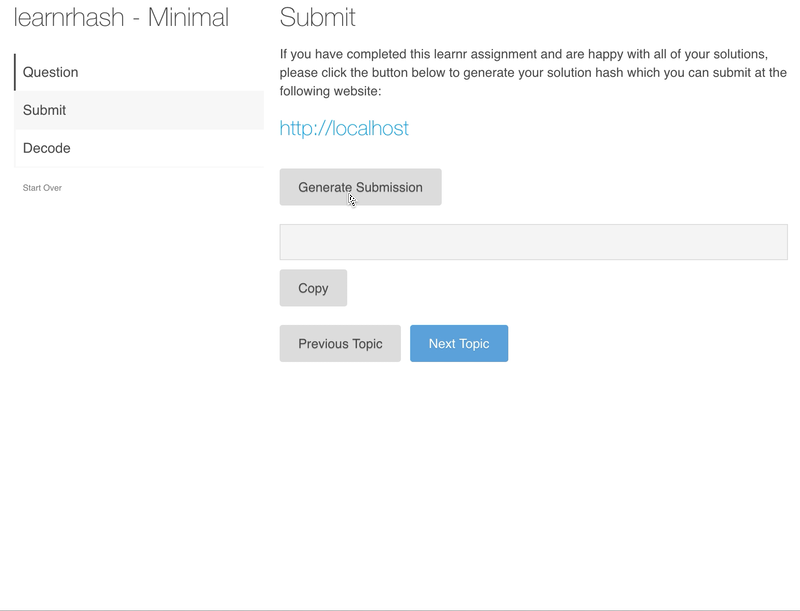 learnrhash - Minimal
Question
Submit
Decode
Start Over
Submit
If you have completed this learnr assignment and are happy with all of your solutions,
please click the button below to generate your solution hash which you can submit at the
following website:
http://localhost
Generate Submission
Copy
Previous Topic
Next Topic